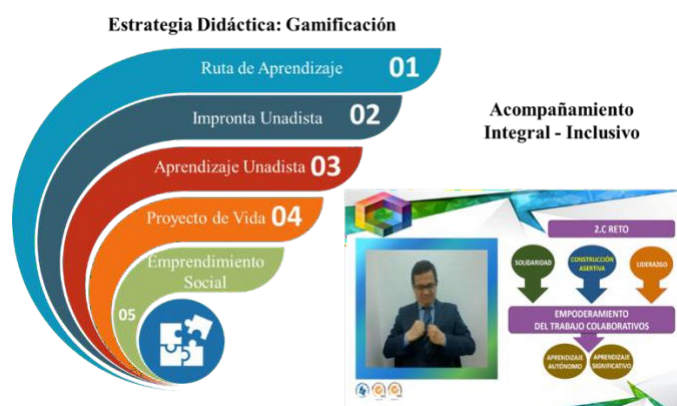 Estrategia Didáctica: Gamificación
Ruta de Aprendizaje 01
Impronta Unadista 02
Aprendizaje Unadista 03
Proyecto de Vida 04
Emprendimiento
Social
05
Acompañamiento
Integral - Inclusivo
2.C RETO
SOLIDARIDAD
CONSTRUCCIÓN
ASERTIVA
LIDERAZGO
EMPODERAMIENTO
DEL TRABAJO COLABORATIVOS
APRENDIZAJE
AUTÓNOMO
APRENDIZAJE
SIGNIFICATIVO